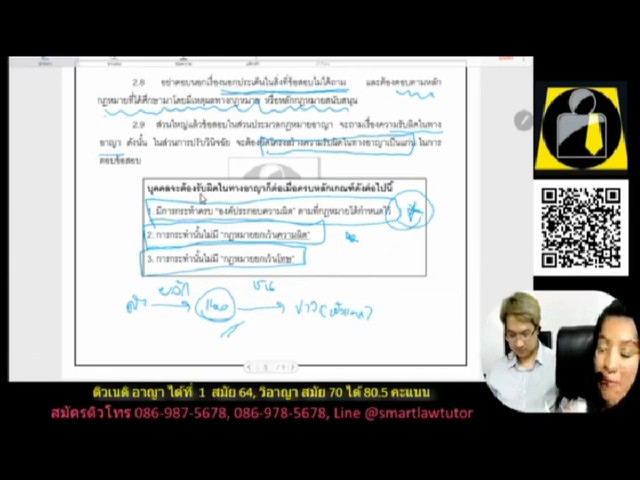 2.8 อย่าตอบนอกเรื่องนอกประเด็นในสิ่งที่ข้อสอบไม่ได้ถาม และต้องตอบตามหลัก
กฎหมายที่ได้ศึกษามาโดยมีเหตุผลทางกฎหมาย หรือหลักกฎหมายสนับสนุน
2.9 ส่วนใหญ่แล้วข้อสอบในส่วนประมวลกฎหมายอาญา จะถามเรื่องความรับผิดในทาง
อาญา ดังนั้น ในส่วนการปรับวินิจฉัย จะต้องใช้โครงสร้างความรับผิดในทางอาญาเป็นแกน ในการ
ตอบข้อสอบ
บุคคลจะต้องรับผิดในทางอาญาก็ต่อเมื่อครบหลักเกณฑ์ดังต่อไปนี้
1. มีการกระทำครบ "องค์ประกอบความผิด" ตามที่กฎหมายได้กำหนดไว้
2. การกระทำนั้นไม่มี "กฎหมายยกเว้นความผิด"
3. การกระทำนั้นไม่มี "กฎหมายยกเว้นโทษ"
แดง
ติวเนติ อาญา ได้ที่ 1 สมัย 64, วิอาญา สมัย 70 ได้ 80.5 คะแนน
สมัครติวโทร 086-987-5678, 086-978-5678, Line @smartlawtutor